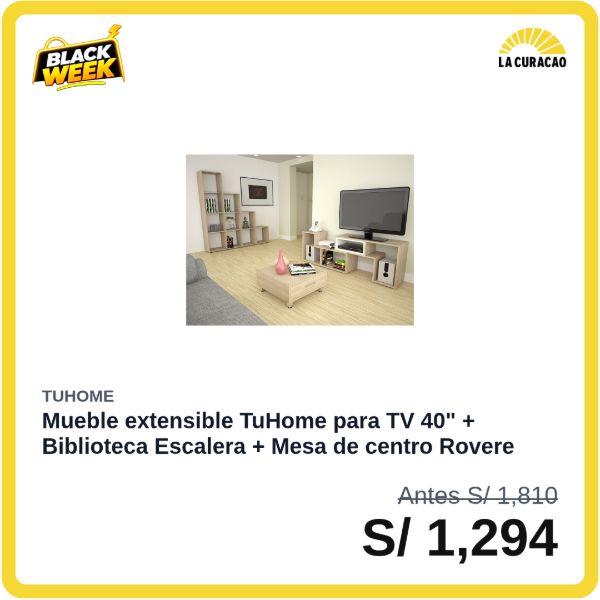 BLACK
WEEK
LA CURACAO
TUHOME
Mueble extensible TuHome para TV 40" +
Biblioteca Escalera + Mesa de centro Rovere
Antes S/ 1,810
S/ 1,294